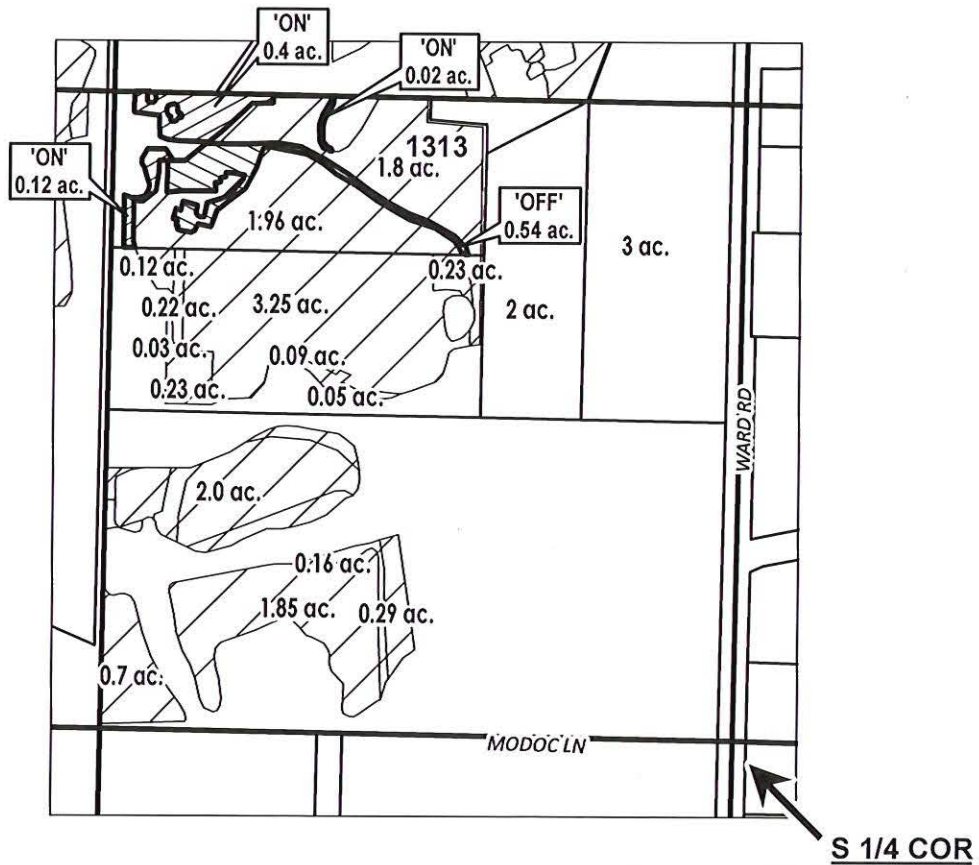 'ON'
0.4 ac.
'ON'
0.02 ac.
'ON'
0.12 ac.
1313
1.8 ac.
'OFF'
0.54 ac.
1.96 ac.
3 ac.
0.12 ac.
0.23 ac.
0.22 ac.
3.25 ac.
2 ac.
0.03 ac.
0.09 ac.
0.23 ac.
0.05 ac.
WARD RD
2.0 ac.
0.16 ac.
1.85 ac.
0.29 ac.
0.7 ac.
MODOC LN
S 1/4 COR